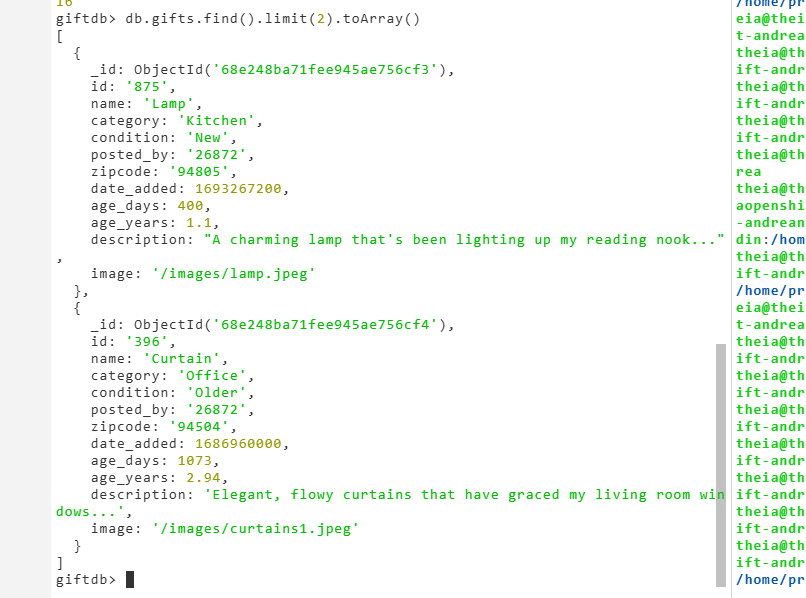 16
giftdb> db.gifts.find().limit(2).toArray()
[
  {
    _id: ObjectId('68e248ba71fee945ae756cf3'),
    id: '875',
    name: 'Lamp',
    category: 'Kitchen',
    condition: 'New',
    posted_by: '26872',
    zipcode: '94805',
    date_added: 1693267200,
    age_days: 400,
    age_years: 1.1,
    description: "A charming lamp that's been lighting up my reading nook..."
,
    image: '/images/lamp.jpeg'
  },
  {
    _id: ObjectId('68e248ba71fee945ae756cf4'),
    id: '396',
    name: 'Curtain',
    category: 'Office',
    condition: 'Older',
    posted_by: '26872',
    zipcode: '94504',
    date_added: 1686960000,
    age_days: 1073,
    age_years: 2.94,
    description: 'Elegant, flowy curtains that have graced my living room win
dows...',
    image: '/images/curtains1.jpeg'
  }
]
giftdb>
/home/pr
eia@thei
t-andrea
theia@th
ift-andr
theia@th
ift-andr
theia@th
ift-andr
theia@th
rea
theia@th
aopenshi
-andrean
din:/hom
theia@th
ift-andr
/home/pr
eia@thei
t-andrea
theia@th
ift-andr
theia@th
ift-andr
theia@th
ift-andr
theia@th
ift-andr
theia@th
ift-andr
theia@th
ift-andr
theia@th
ift-andr
/home/pr